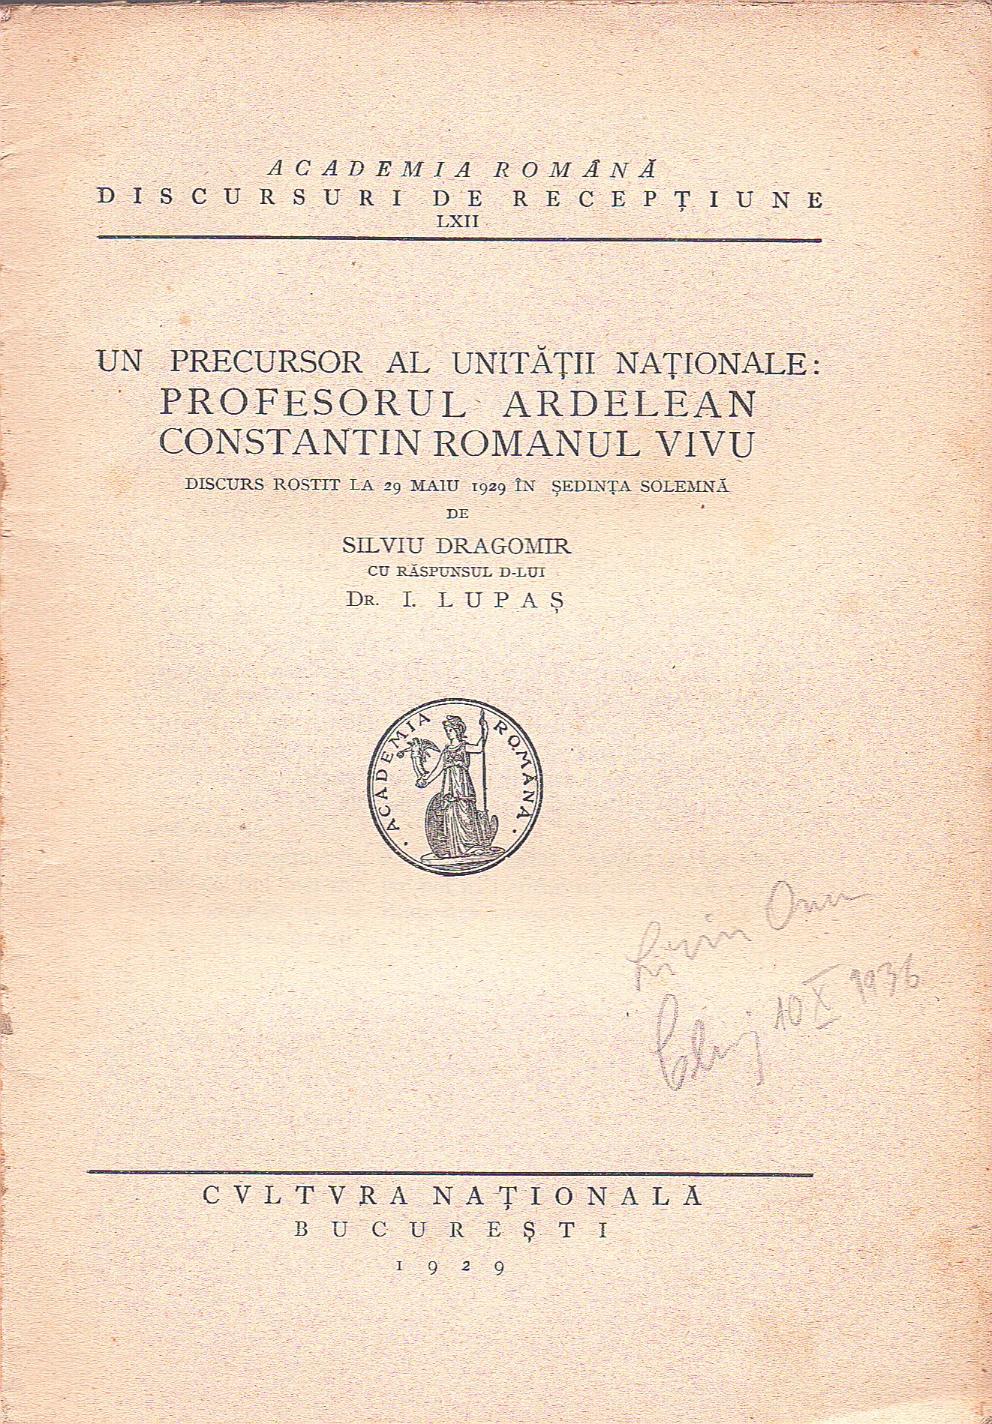 ACADEMIA ROMÂNĂ
DISCURSURI DE RECEPȚIUNE
LXII
UN PRECURSOR AL UNITĂȚII NAȚIONALE:
PROFESORUL ARDELEAN
CONSTANTIN ROMANUL VIVU
DISCURS ROSTIT LA 29 MAIU 1929 ÎN ȘEDINȚA SOLEMNĂ
DE
SILVIU DRAGOMIR
CU RĂSPUNSUL D-LUI
DR. I. LUPAȘ
· ACADEMIA ROMÂNA ·
Cluj 10 X 1936
CVLTVRA NAȚIONALĂ
BUCUREȘTI
1929